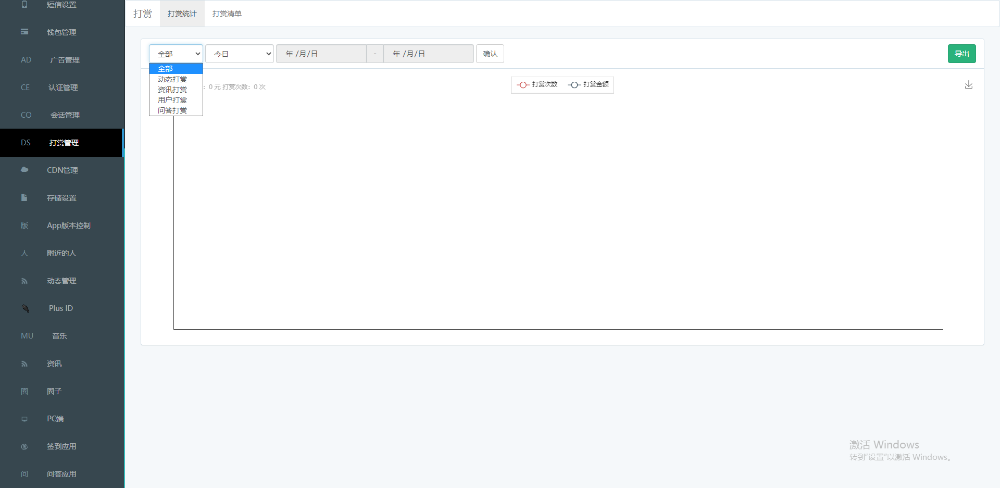 短信设置
钱包管理
AD 广告管理
CE 认证管理
CO 会话管理
DS 打赏管理
CDN管理
存储设置
版 App版本控制
人 附近的人
动态管理
Plus ID
MU 音乐
资讯
圈 圈子
PC端
签到应用
问 问答应用
打赏 打赏统计 打赏清单
全部 今日 年 /月/日 - 年 /月/日 确认 导出
全部
动态打赏
资讯打赏
用户打赏
问答打赏
: 0 元 打赏次数: 0 次
打赏次数 打赏金额
激活 Windows
转到"设置"以激活 Windows。